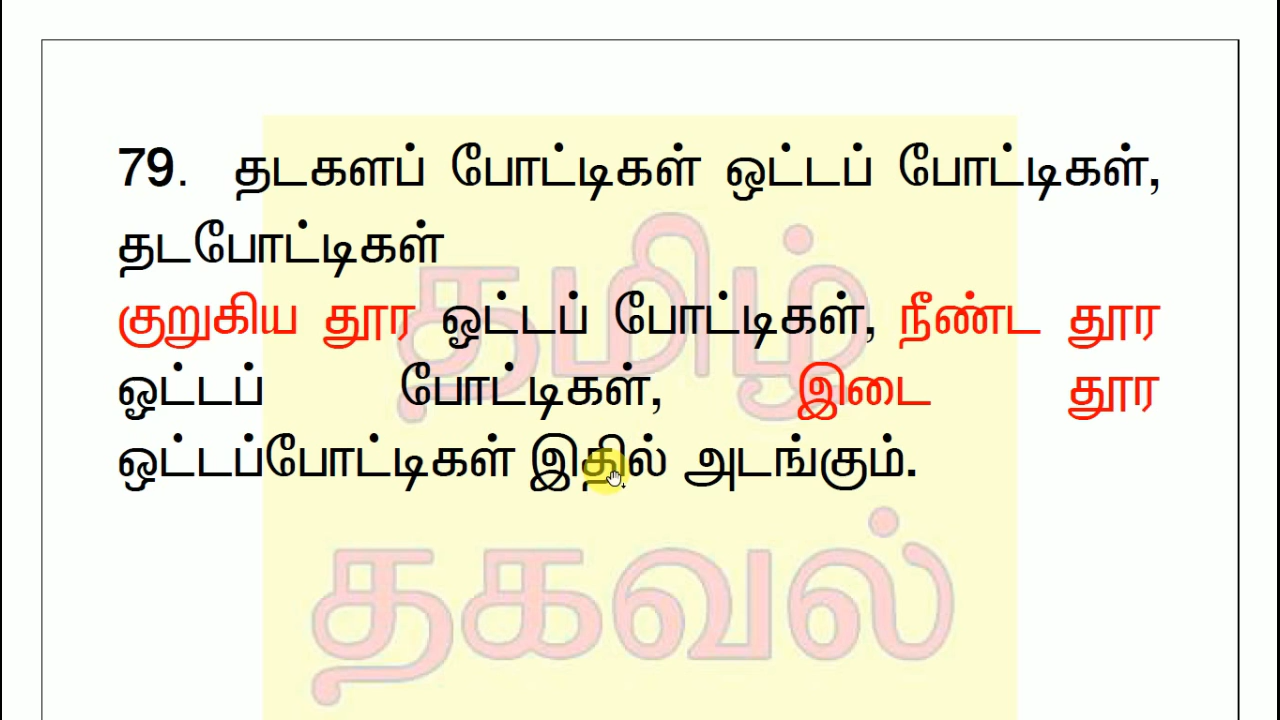 79. தடகளப் போட்டிகள் ஒட்டப் போட்டிகள்,
தடபோட்டிகள்
குறுகிய தூர ஓட்டப் போட்டிகள், நீண்ட தூர
ஓட்டப் போட்டிகள், இடை தூர
ஒட்டப்போட்டிகள் இதில் அடங்கும்.
தமிழ்
தகவல்